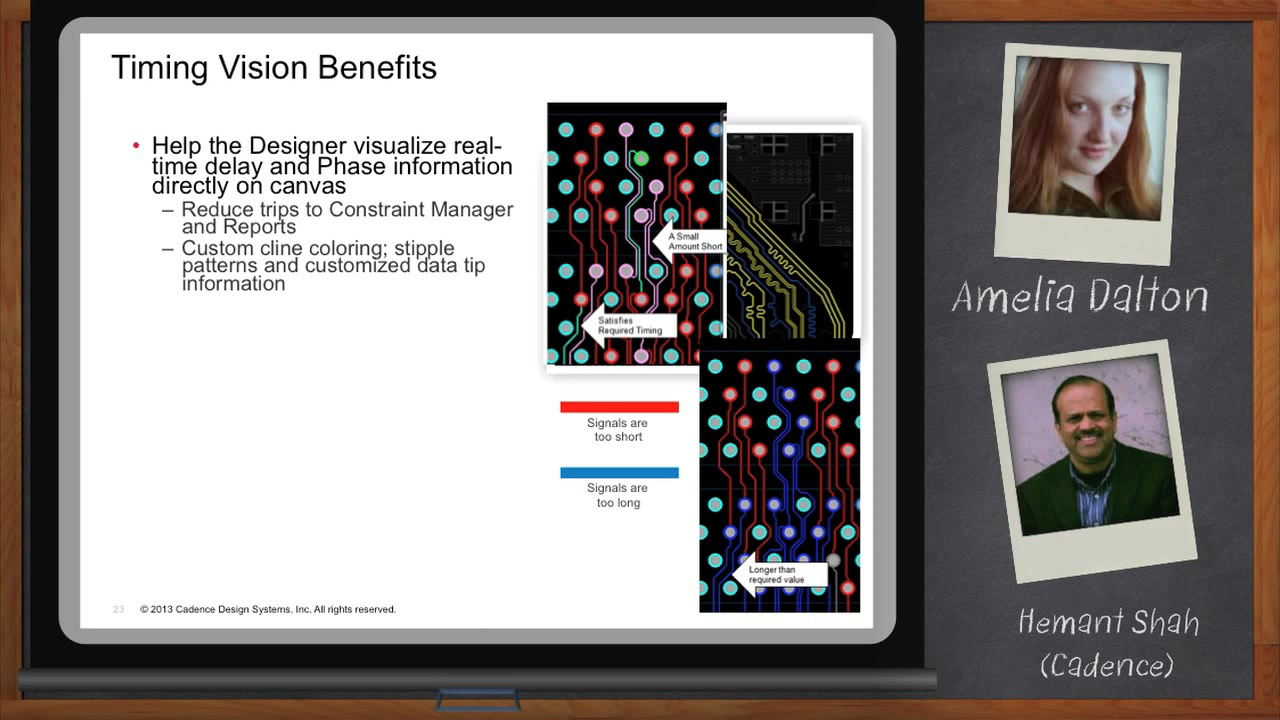 Timing Vision Benefits
• Help the Designer visualize real-
time delay and Phase information
directly on canvas
– Reduce trips to Constraint Manager
and Reports
– Custom cline coloring; stipple
patterns and customized data tip
information
A Small
Amount Short
Satisfies
Required Timing
Signals are
too short
Signals are
too long
Longer than
required value
23 © 2013 Cadence Design Systems, Inc. All rights reserved.
Amelia Dalton
Hemant Shah
(Cadence)